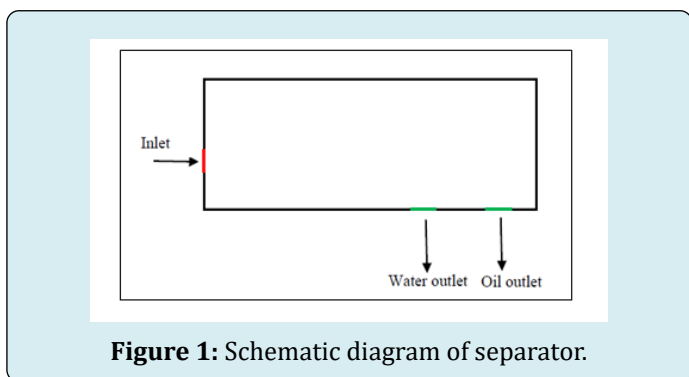 Inlet
Water outlet Oil outlet
Figure 1: Schematic diagram of separator.